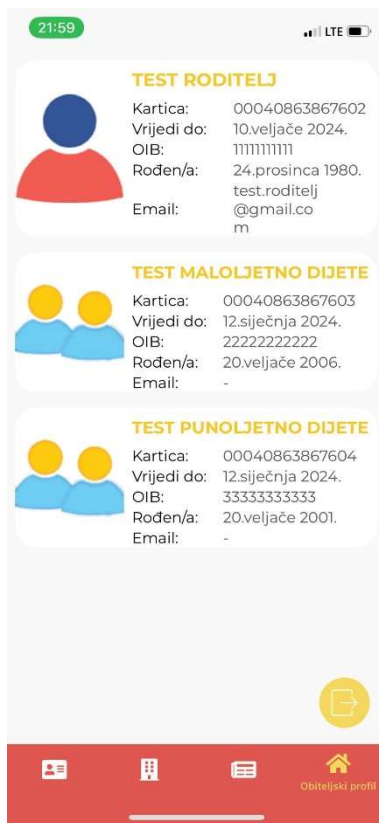 21:59 LTE
TEST RODITELJ
Kartica: 00040863867602
Vrijedi do: 10.veljače 2024.
OIB: 11111111111
Rođen/a: 24.prosinca 1980.
test.roditelj
Email: @gmail.co
m
TEST MALOLJETNO DIJETE
Kartica: 00040863867603
Vrijedi do: 12.siječnja 2024.
OIB: 22222222222
Rođen/a: 20.veljače 2006.
Email: -
TEST PUNOLJETNO DIJETE
Kartica: 00040863867604
Vrijedi do: 12.siječnja 2024.
OIB: 33333333333
Rođen/a: 20.veljače 2001.
Email: -
Obiteljski profil